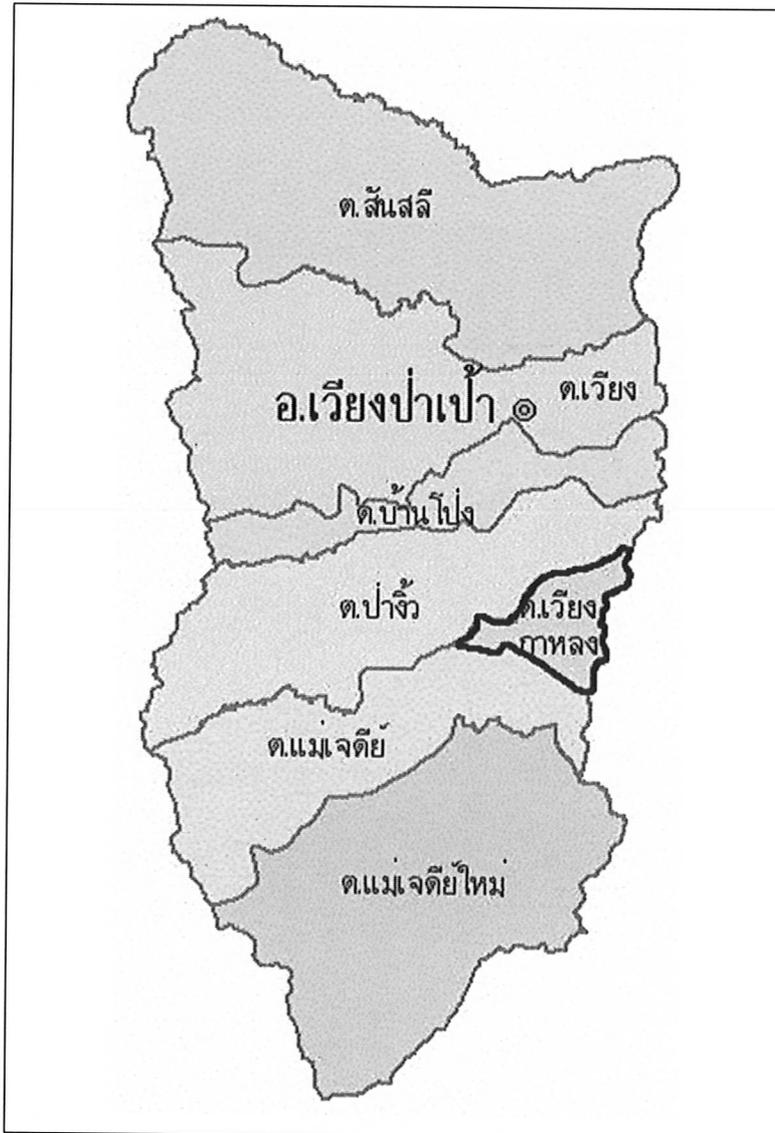 ต.สันสลี
ต.เวียง
อ.เวียงป่าเป้า
ต.บ้านโป่ง
ต.ป่างิ้ว
ต.เวียง
กาหลง
ต.แม่เจดีย์
ต.แม่เจดีย์ใหม่